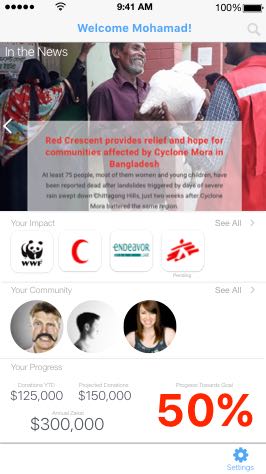 9:41 AM
100%
Welcome Mohamad!
In the News
Red Crescent provides relief and hope for
communities affected by Cyclone Mora in
Bangladesh
At least 75 people, most of them women and young children, have
been reported dead after landslides triggered by days of severe
rain swept down Chittagong Hills, just two weeks after Cyclone
Mora battered the same region.
Your Impact
See All
WWF
ENDEAVOR
Pending
Your Community
See All
Your Progress
Donations YTD
$125,000
Projected Donations
$150,000
Annual Zakat
$300,000
Progress Towards Goal
50%
Settings